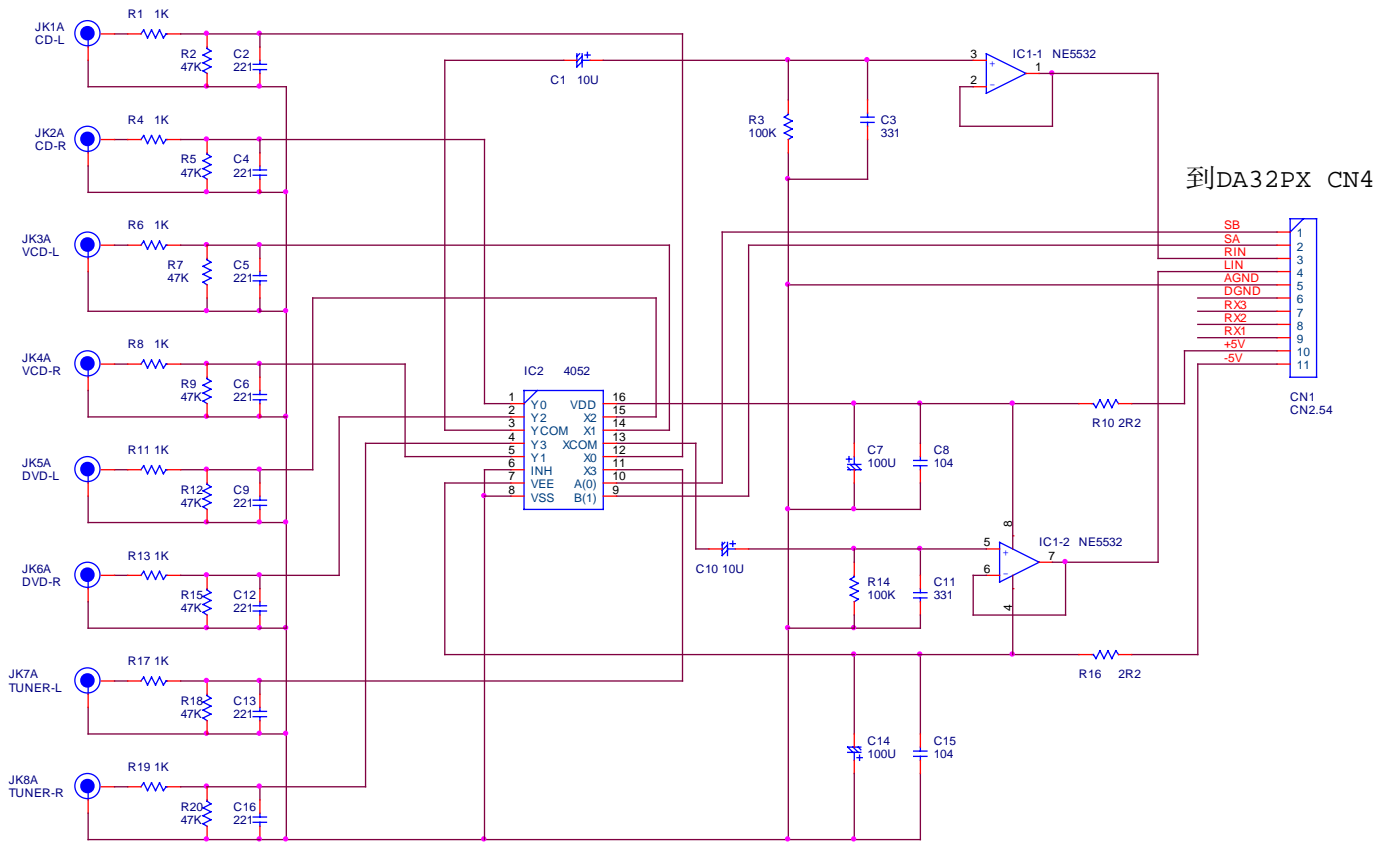 R1 1K
JK1A
CD-L
R2
47K
C2
221
C1 10U
3
2
1
IC1-1 NE5532
R3
100K
C3
331
JK2A
CD-R
R4 1K
R5
47K
C4
221
到DA32PX CN4
JK3A
VCD-L
R6 1K
R7
47K
C5
221
SB
SA
RIN
LIN
AGND
DGND
RX3
RX2
RX1
+5V
-5V
1
2
3
4
5
6
7
8
9
10
11
CN1
CN2.54
JK4A
VCD-R
R8 1K
R9
47K
C6
221
IC2 4052
1
2
3
4
5
6
7
8
Y0
Y2
YCOM
Y3
Y1
INH
VEE
VSS
VDD
X2
X1
XCOM
X0
X3
A(0)
B(1)
16
15
14
13
12
11
10
9
R10 2R2
C7
100U
C8
104
JK5A
DVD-L
R11 1K
R12
47K
C9
221
C10 10U
5
6
7
8
4
IC1-2 NE5532
R14
100K
C11
331
JK6A
DVD-R
R13 1K
R15
47K
C12
221
R16 2R2
JK7A
TUNER-L
R17 1K
R18
47K
C13
221
C14
100U
C15
104
JK8A
TUNER-R
R19 1K
R20
47K
C16
221